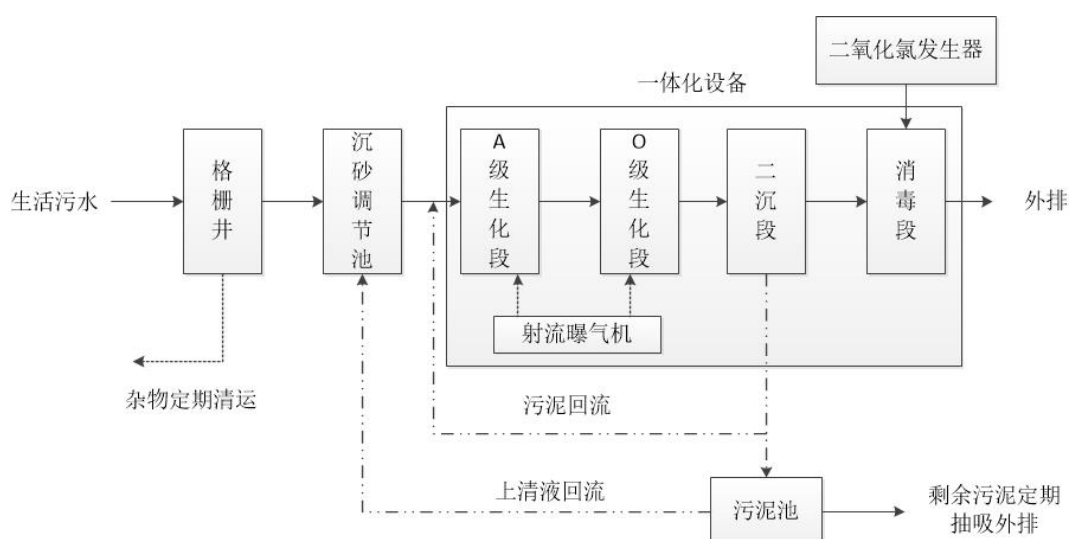 二氧化氯发生器
一体化设备
生活污水
格栅井
沉砂调节池
A级生化段
O级生化段
二沉段
消毒段
外排
射流曝气机
杂物定期清运
污泥回流
上清液回流
污泥池
剩余污泥定期
抽吸外排